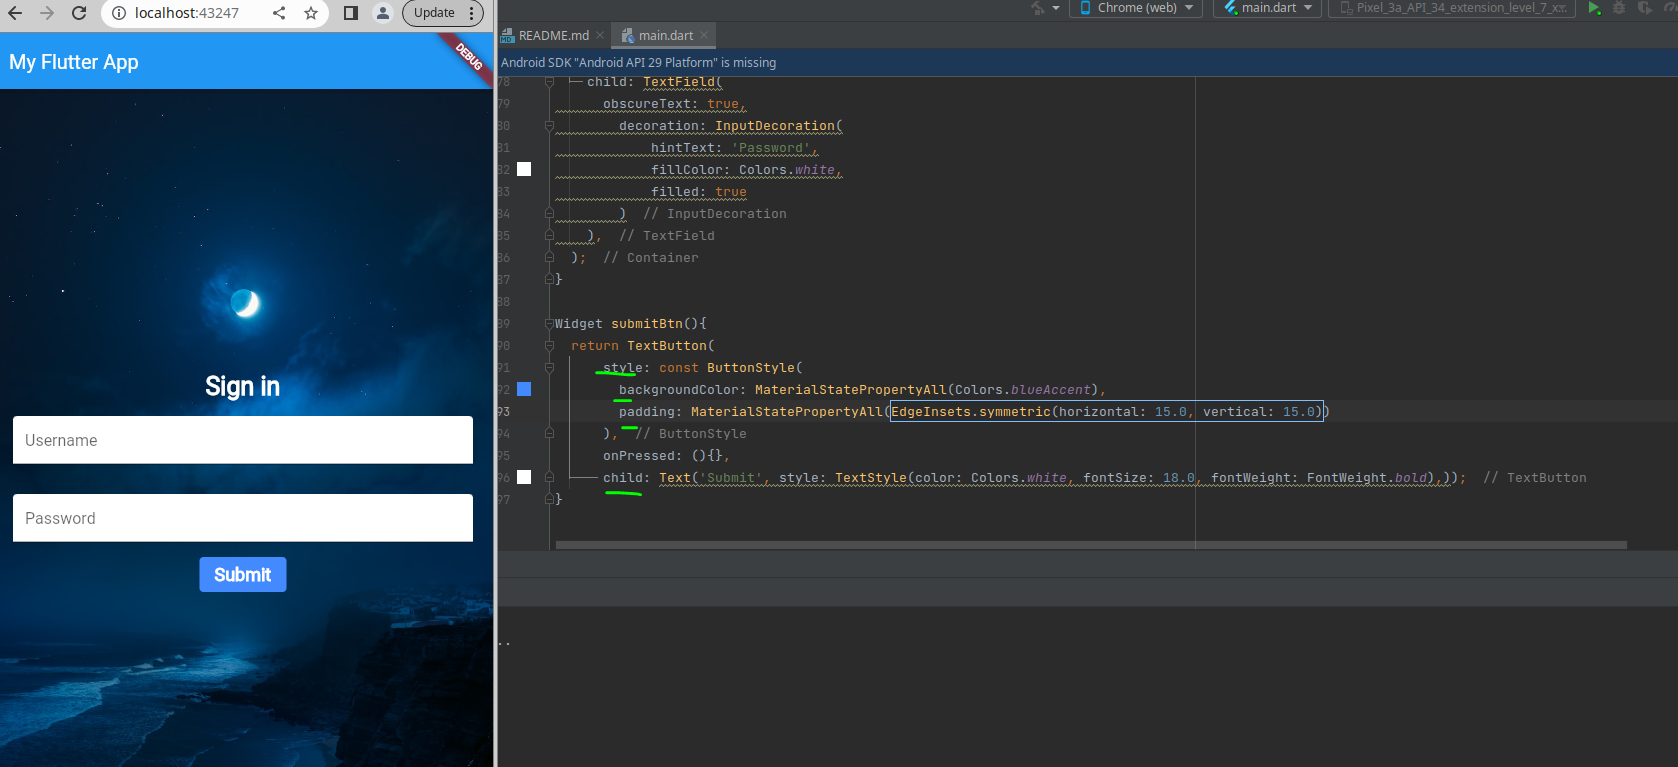 localhost:43247
Update
Chrome (web)
main.dart
Pixel_3a_API_34_extension_level_7_x...
My Flutter App
DEBUG
README.md
main.dart
Android SDK "Android API 29 Platform" is missing
Sign in
Username
Password
Submit
78 child: TextField(
79 obscureText: true,
80 decoration: InputDecoration(
81 hintText: 'Password',
82 fillColor: Colors.white,
83 filled: true
84 ) // InputDecoration
85 ), // TextField
86 ); // Container
87 }
88
89 Widget submitBtn(){
90 return TextButton(
91 style: const ButtonStyle(
92 backgroundColor: MaterialStatePropertyAll(Colors.blueAccent),
93 padding: MaterialStatePropertyAll(EdgeInsets.symmetric(horizontal: 15.0, vertical: 15.0))
94 ), // ButtonStyle
95 onPressed: (){},
96 child: Text('Submit', style: TextStyle(color: Colors.white, fontSize: 18.0, fontWeight: FontWeight.bold),)); // TextButton
97 }
..